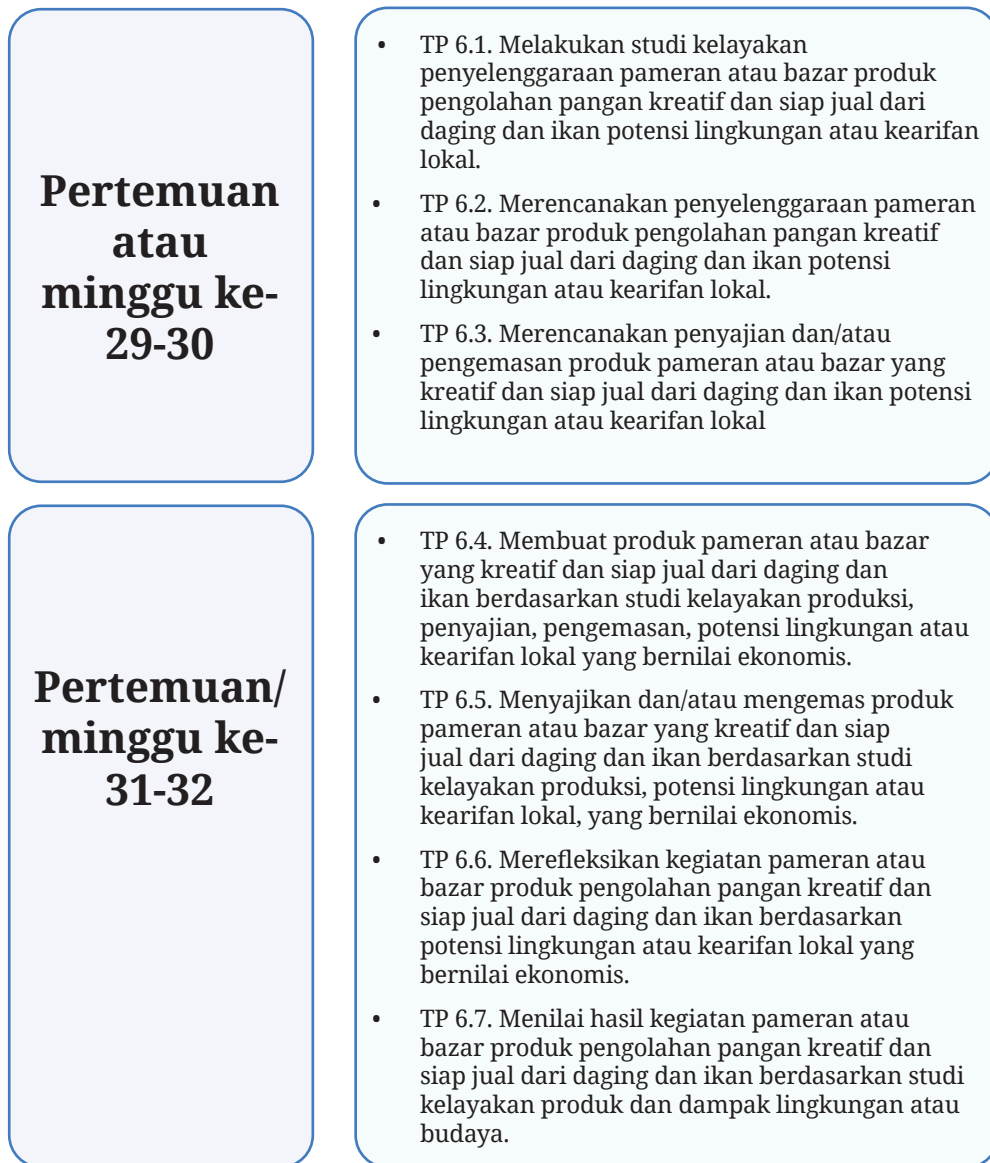 Pertemuan
atau
minggu ke-
29-30
• TP 6.1. Melakukan studi kelayakan
penyelenggaraan pameran atau bazar produk
pengolahan pangan kreatif dan siap jual dari
daging dan ikan potensi lingkungan atau kearifan
lokal.
• TP 6.2. Merencanakan penyelenggaraan pameran
atau bazar produk pengolahan pangan kreatif
dan siap jual dari daging dan ikan potensi
lingkungan atau kearifan lokal.
• TP 6.3. Merencanakan penyajian dan/atau
pengemasan produk pameran atau bazar yang
kreatif dan siap jual dari daging dan ikan potensi
lingkungan atau kearifan lokal
Pertemuan/
minggu ke-
31-32
• TP 6.4. Membuat produk pameran atau bazar
yang kreatif dan siap jual dari daging dan
ikan berdasarkan studi kelayakan produksi,
penyajian, pengemasan, potensi lingkungan atau
kearifan lokal yang bernilai ekonomis.
• TP 6.5. Menyajikan dan/atau mengemas produk
pameran atau bazar yang kreatif dan siap
jual dari daging dan ikan berdasarkan studi
kelayakan produksi, potensi lingkungan atau
kearifan lokal, yang bernilai ekonomis.
• TP 6.6. Merefleksikan kegiatan pameran atau
bazar produk pengolahan pangan kreatif dan
siap jual dari daging dan ikan berdasarkan
potensi lingkungan atau kearifan lokal yang
bernilai ekonomis.
• TP 6.7. Menilai hasil kegiatan pameran atau
bazar produk pengolahan pangan kreatif dan
siap jual dari daging dan ikan berdasarkan studi
kelayakan produk dan dampak lingkungan atau
budaya.